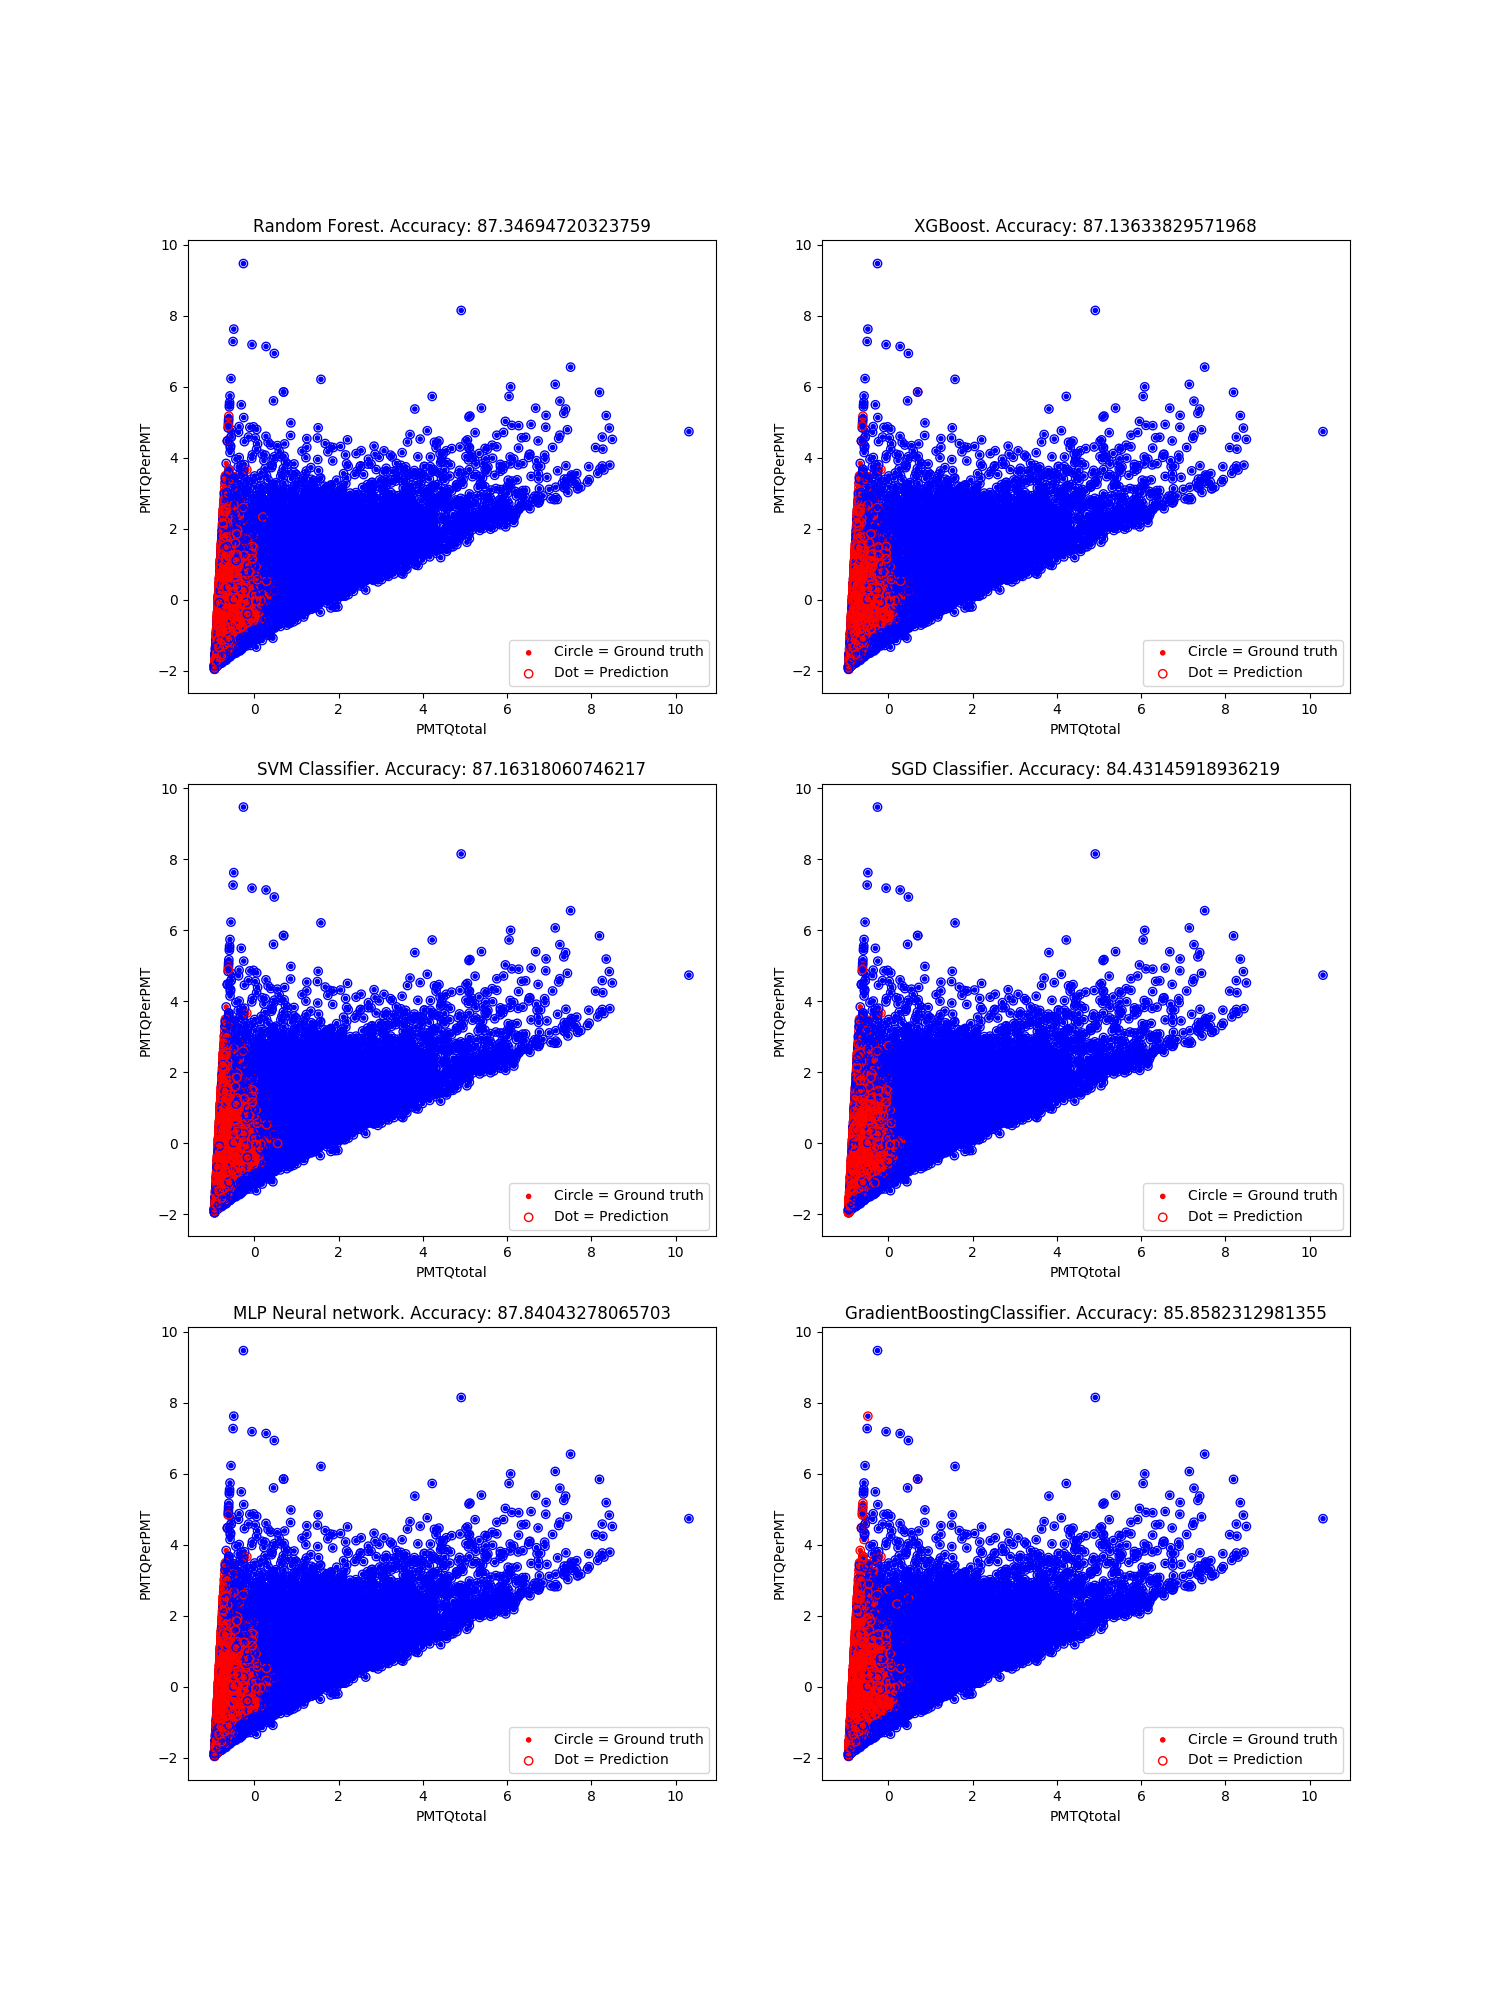 Random Forest. Accuracy: 87.34694720323759
10
8
6
4
2
0
−2
PMTQPerPMT
Circle = Ground truth
Dot = Prediction
0 2 4 6 8 10
PMTQtotal
XGBoost. Accuracy: 87.13633829571968
10
8
6
4
2
0
−2
PMTQPerPMT
Circle = Ground truth
Dot = Prediction
0 2 4 6 8 10
PMTQtotal
SVM Classifier. Accuracy: 87.16318060746217
10
8
6
4
2
0
−2
PMTQPerPMT
Circle = Ground truth
Dot = Prediction
0 2 4 6 8 10
PMTQtotal
SGD Classifier. Accuracy: 84.43145918936219
10
8
6
4
2
0
−2
PMTQPerPMT
Circle = Ground truth
Dot = Prediction
0 2 4 6 8 10
PMTQtotal
MLP Neural network. Accuracy: 87.84043278065703
10
8
6
4
2
0
−2
PMTQPerPMT
Circle = Ground truth
Dot = Prediction
0 2 4 6 8 10
PMTQtotal
GradientBoostingClassifier. Accuracy: 85.8582312981355
10
8
6
4
2
0
−2
PMTQPerPMT
Circle = Ground truth
Dot = Prediction
0 2 4 6 8 10
PMTQtotal